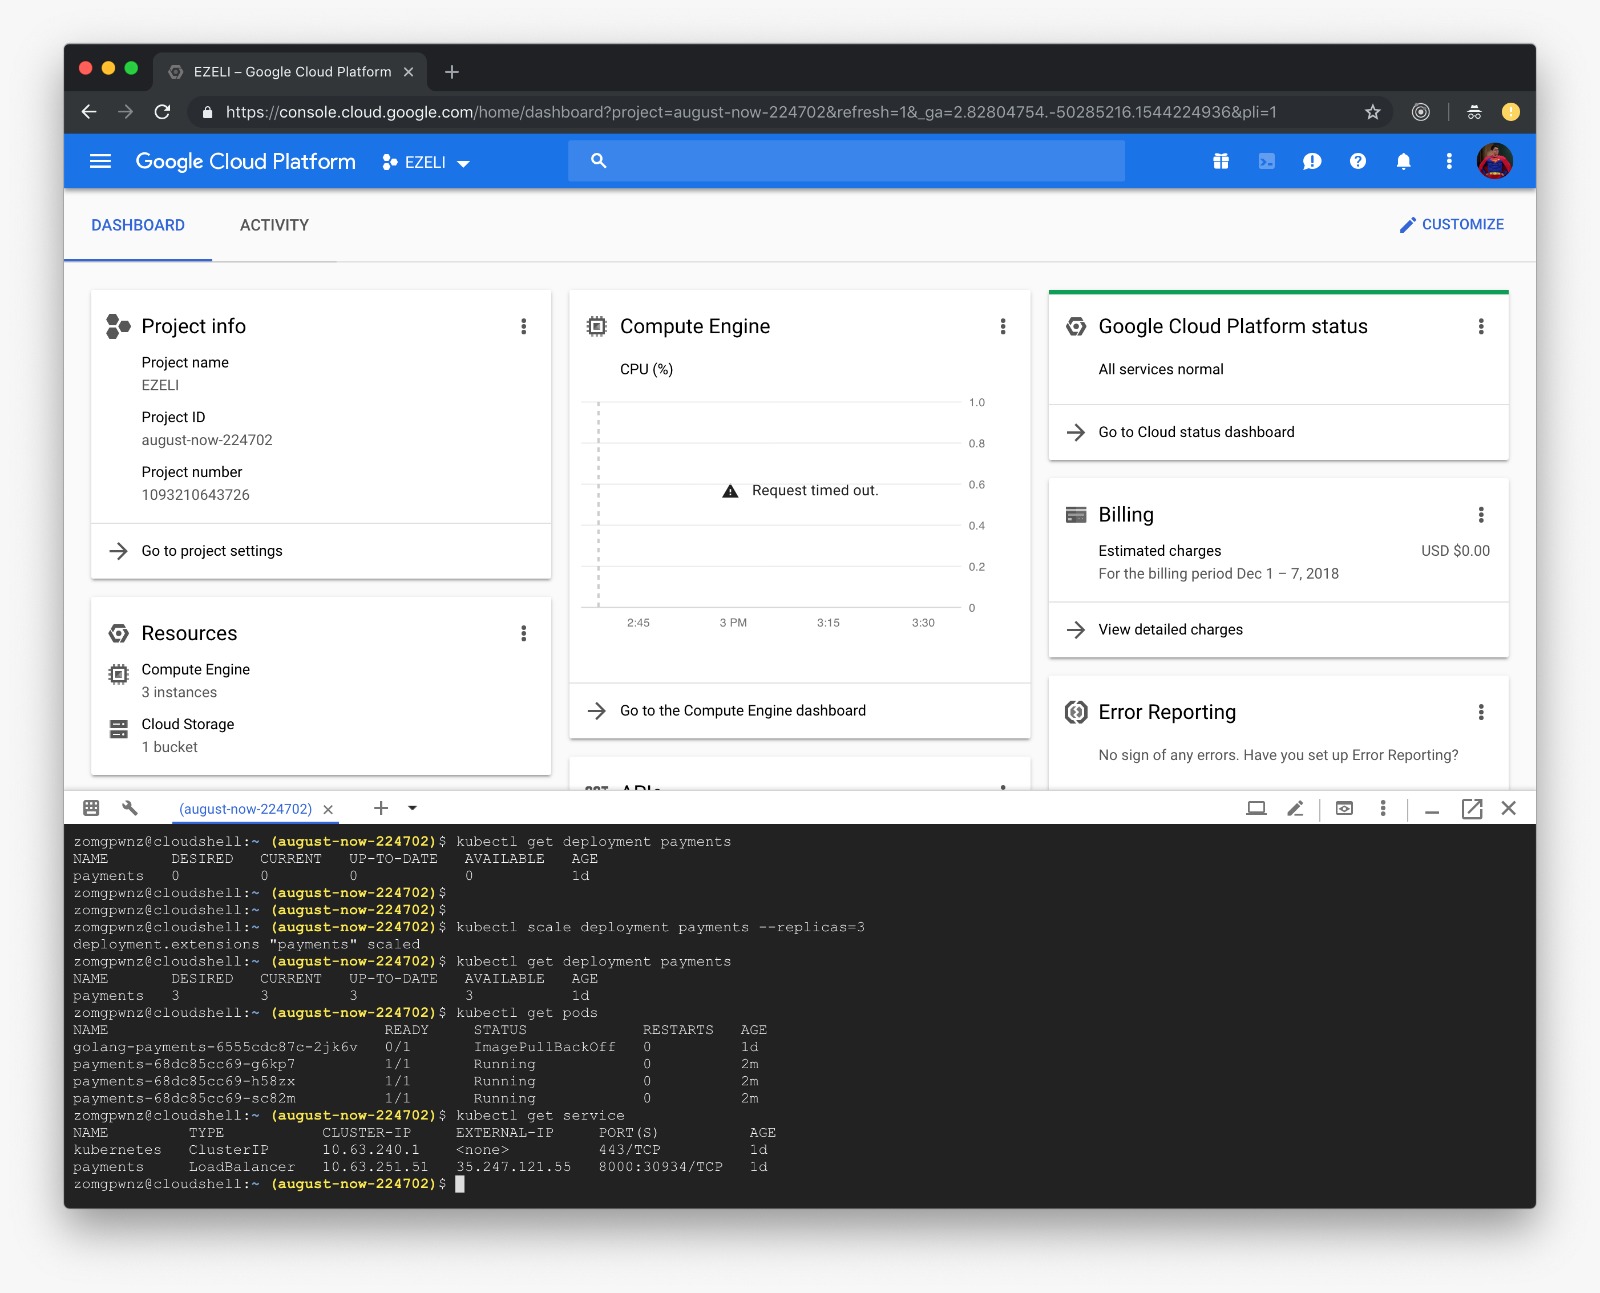 EZELI – Google Cloud Platform
https://console.cloud.google.com/home/dashboard?project=august-now-224702&refresh=1&_ga=2.82804754.-50285216.1544224936&pli=1
Google Cloud Platform EZELI
DASHBOARD ACTIVITY CUSTOMIZE
Project info
Project name
EZELI
Project ID
august-now-224702
Project number
1093210643726
Go to project settings
Resources
Compute Engine
3 instances
Cloud Storage
1 bucket
Compute Engine
CPU (%)
1.0
0.8
0.6
Request timed out.
0.4
0.2
0
2:45 3 PM 3:15 3:30
Go to the Compute Engine dashboard
APIs
Google Cloud Platform status
All services normal
Go to Cloud status dashboard
Billing
Estimated charges USD $0.00
For the billing period Dec 1 – 7, 2018
View detailed charges
Error Reporting
No sign of any errors. Have you set up Error Reporting?
(august-now-224702)
zomgpwnz@cloudshell:~ (august-now-224702)$ kubectl get deployment payments
NAME DESIRED CURRENT UP-TO-DATE AVAILABLE AGE
payments 0 0 0 0 1d
zomgpwnz@cloudshell:~ (august-now-224702)$
zomgpwnz@cloudshell:~ (august-now-224702)$
zomgpwnz@cloudshell:~ (august-now-224702)$ kubectl scale deployment payments --replicas=3
deployment.extensions "payments" scaled
zomgpwnz@cloudshell:~ (august-now-224702)$ kubectl get deployment payments
NAME DESIRED CURRENT UP-TO-DATE AVAILABLE AGE
payments 3 3 3 3 1d
zomgpwnz@cloudshell:~ (august-now-224702)$ kubectl get pods
NAME READY STATUS RESTARTS AGE
golang-payments-6555cdc87c-2jk6v 0/1 ImagePullBackOff 0 1d
payments-68dc85cc69-g6kp7 1/1 Running 0 2m
payments-68dc85cc69-h58zx 1/1 Running 0 2m
payments-68dc85cc69-sc82m 1/1 Running 0 2m
zomgpwnz@cloudshell:~ (august-now-224702)$ kubectl get service
NAME TYPE CLUSTER-IP EXTERNAL-IP PORT(S) AGE
kubernetes ClusterIP 10.63.240.1 <none> 443/TCP 1d
payments LoadBalancer 10.63.251.51 35.247.121.55 8000:30934/TCP 1d
zomgpwnz@cloudshell:~ (august-now-224702)$